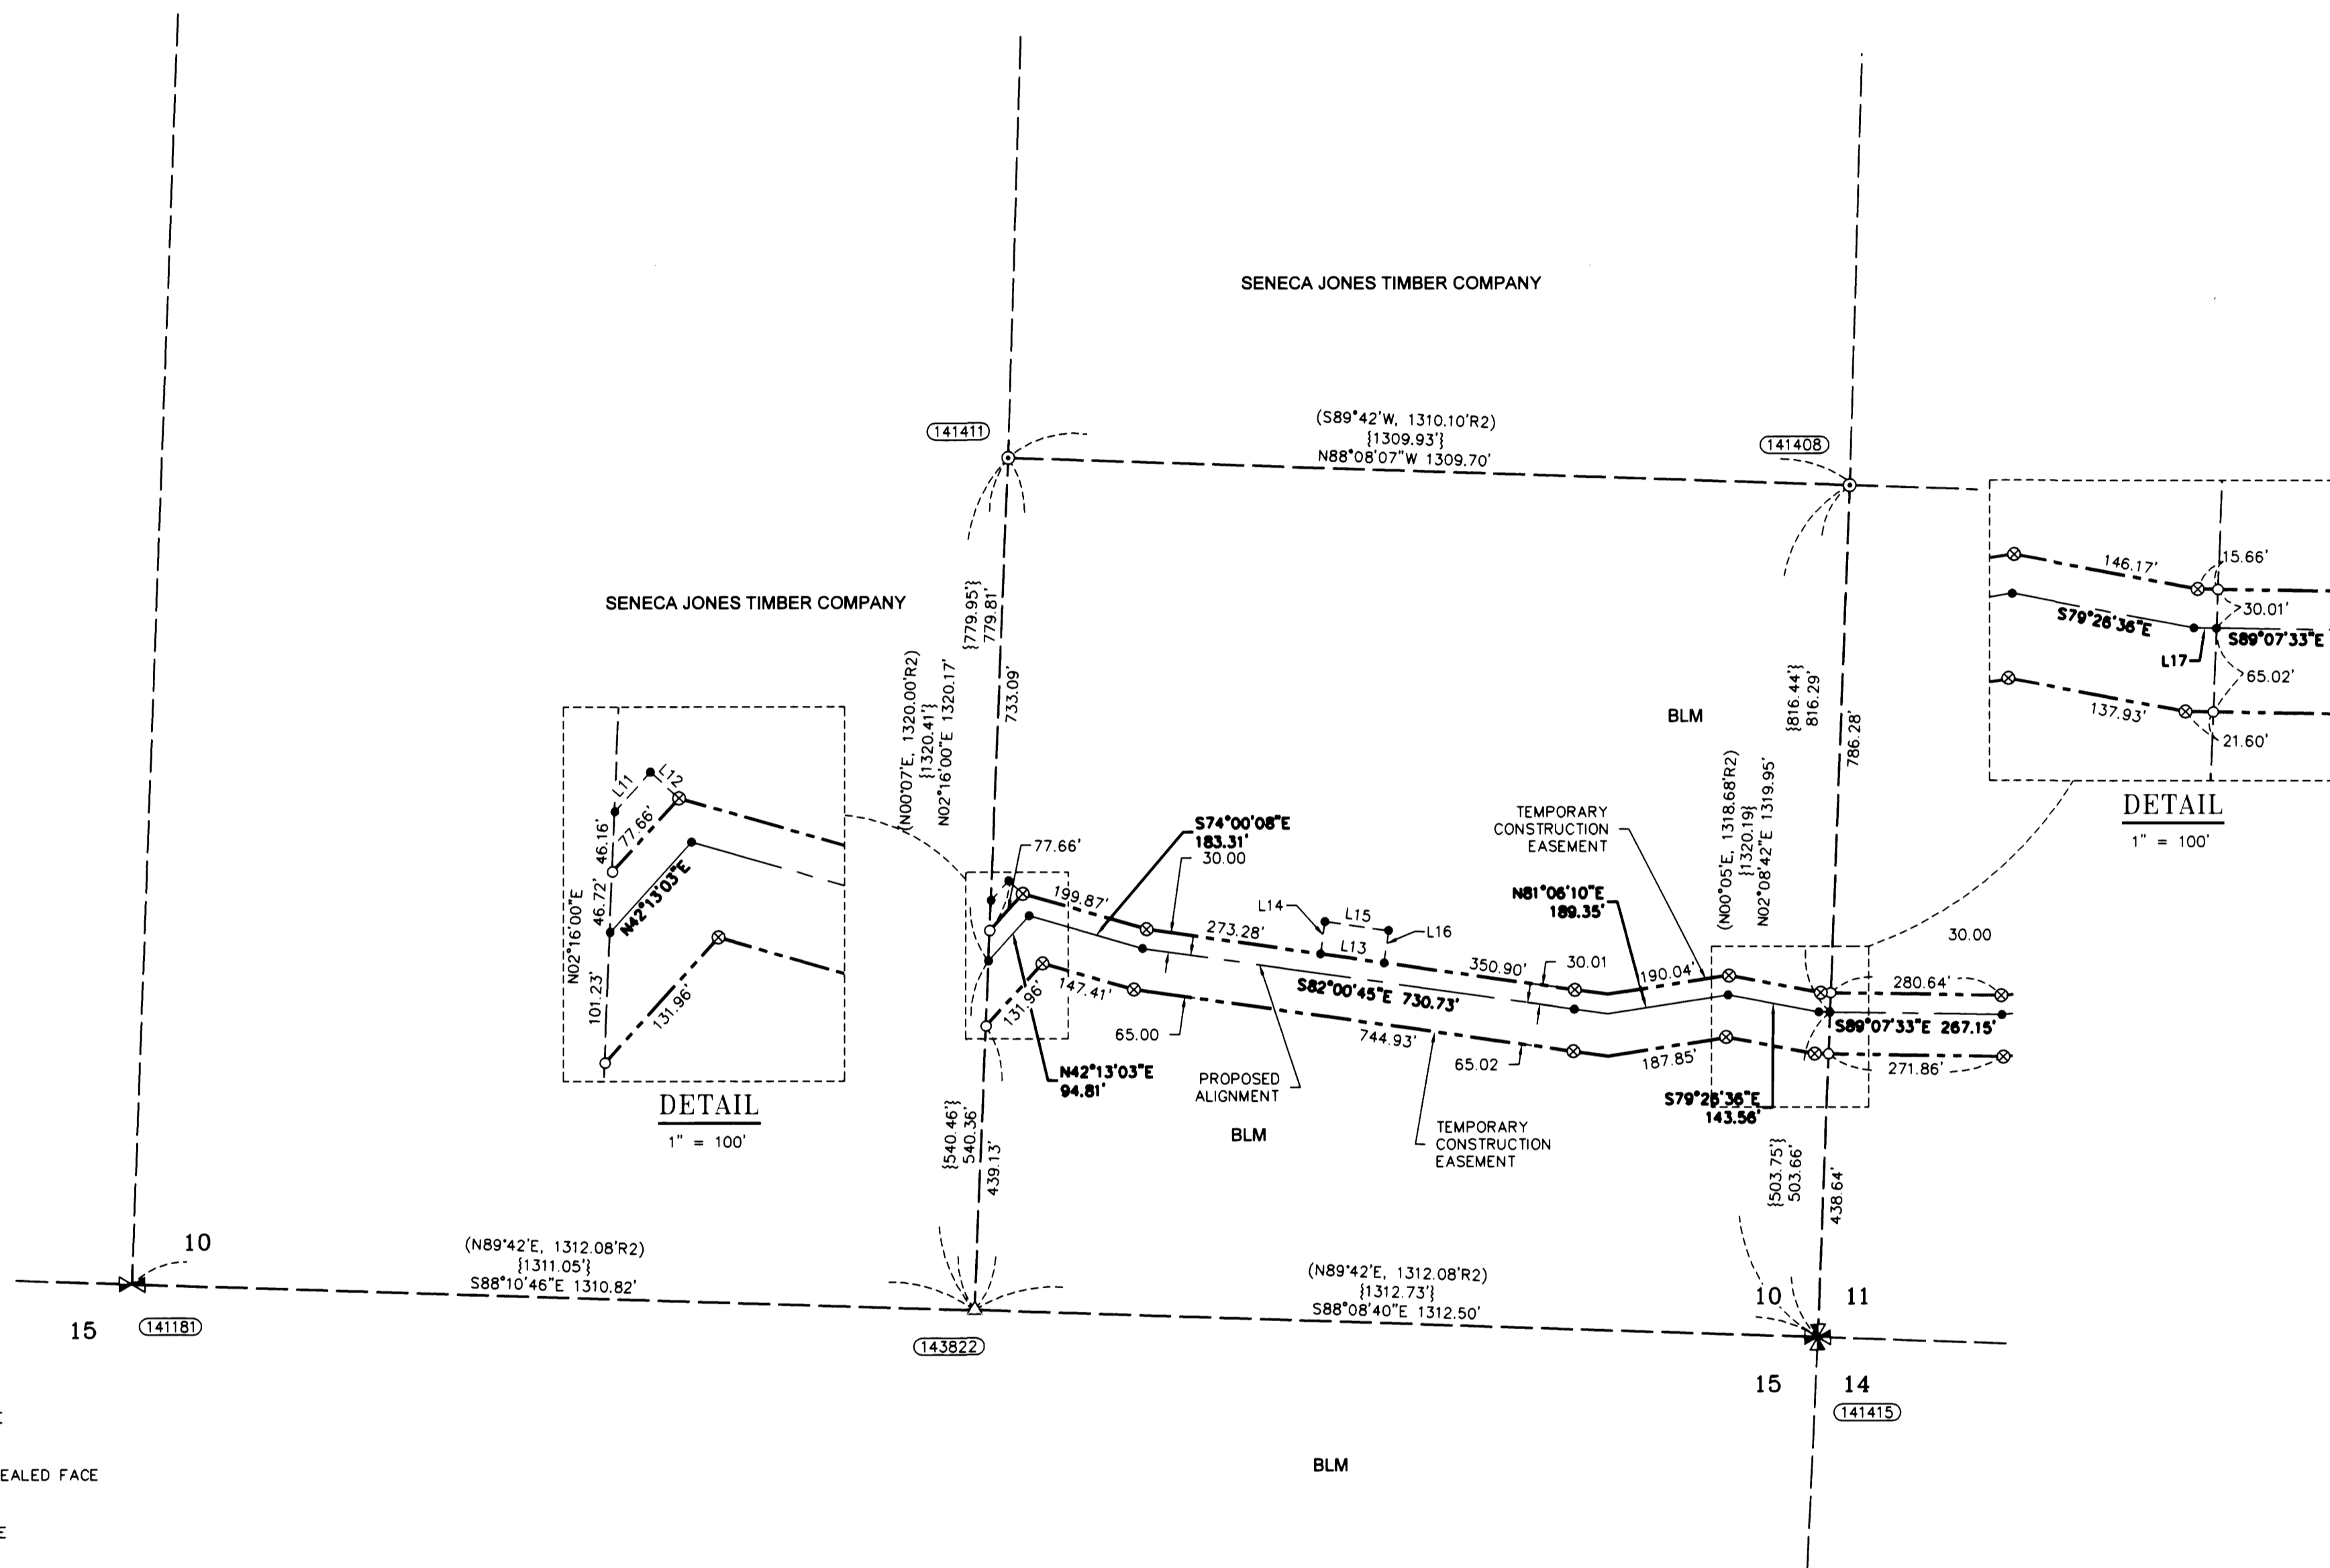 SENECA JONES TIMBER COMPANY
(S89°42'W, 1310.10'R2)
{1309.93'}
N88°08'07"W 1309.70'
141411
141408
SENECA JONES TIMBER COMPANY
{779.95'}
779.81'
733.09'
(N00°07'E, 1320.00'R2)
{1320.41'}
N02°16'00"E 1320.17'
BLM
{816.44'}
816.29'
786.28'
(N00°05'E, 1318.68'R2)
{1320.19}
N02°08'42"E 1319.95'
146.17'
15.66'
30.01'
S79°26'36"E
S89°07'33"E
L17
65.02'
137.93'
21.60'
DETAIL
1" = 100'
L11
L12
46.16'
77.66'
46.72'
N42°13'03"E
N02°16'00"E
101.23'
131.96'
DETAIL
1" = 100'
77.66'
S74°00'08"E
183.31'
30.00
199.87'
273.28'
L14
L15
L13
L16
TEMPORARY
CONSTRUCTION
EASEMENT
N81°06'10"E
189.35'
350.90'
30.01
190.04'
30.00
280.64'
S82°00'45"E 730.73'
S89°07'33"E 267.15'
131.96'
147.41'
65.00
744.93'
65.02
187.85'
271.86'
N42°13'03"E
94.81'
PROPOSED
ALIGNMENT
S79°26'36"E
143.56'
TEMPORARY
CONSTRUCTION
EASEMENT
BLM
{540.46'}
540.36'
439.13'
{503.75'}
503.66'
438.64'
10
(N89°42'E, 1312.08'R2)
{1311.05'}
S88°10'46"E 1310.82'
(N89°42'E, 1312.08'R2)
{1312.73'}
S88°08'40"E 1312.50'
10
11
15
141181
143822
15
14
141415
BLM
EALED FACE
E